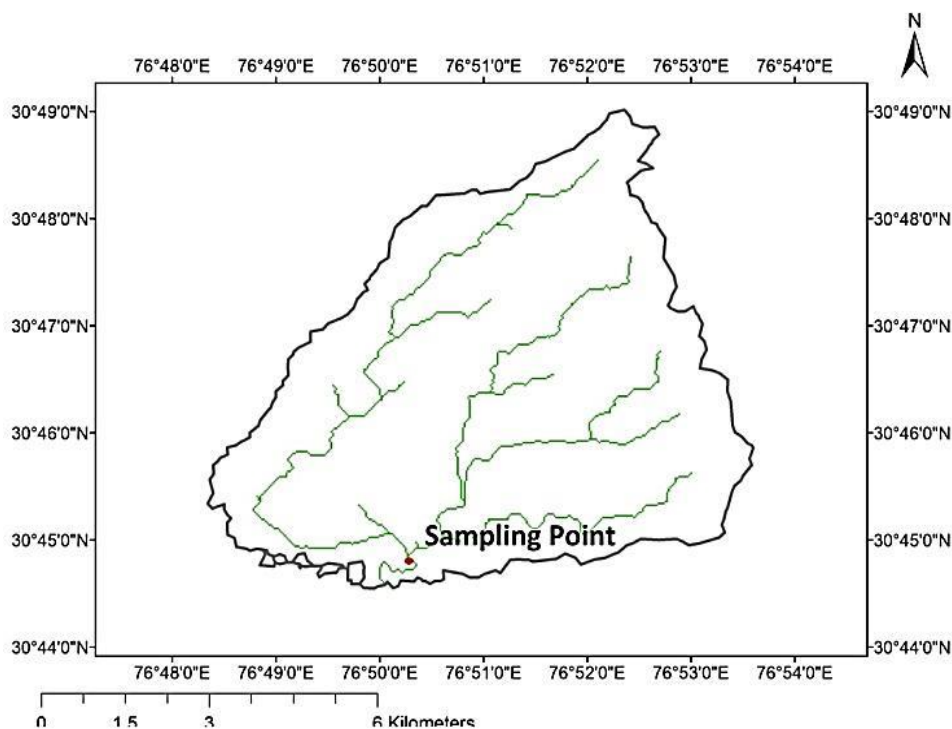 N
76°48'0"E 76°49'0"E 76°50'0"E 76°51'0"E 76°52'0"E 76°53'0"E 76°54'0"E
30°49'0"N 30°49'0"N
30°48'0"N 30°48'0"N
30°47'0"N 30°47'0"N
30°46'0"N 30°46'0"N
30°45'0"N 30°45'0"N
Sampling Point
30°44'0"N 30°44'0"N
76°48'0"E 76°49'0"E 76°50'0"E 76°51'0"E 76°52'0"E 76°53'0"E 76°54'0"E
0 1.5 3 6 Kilometers